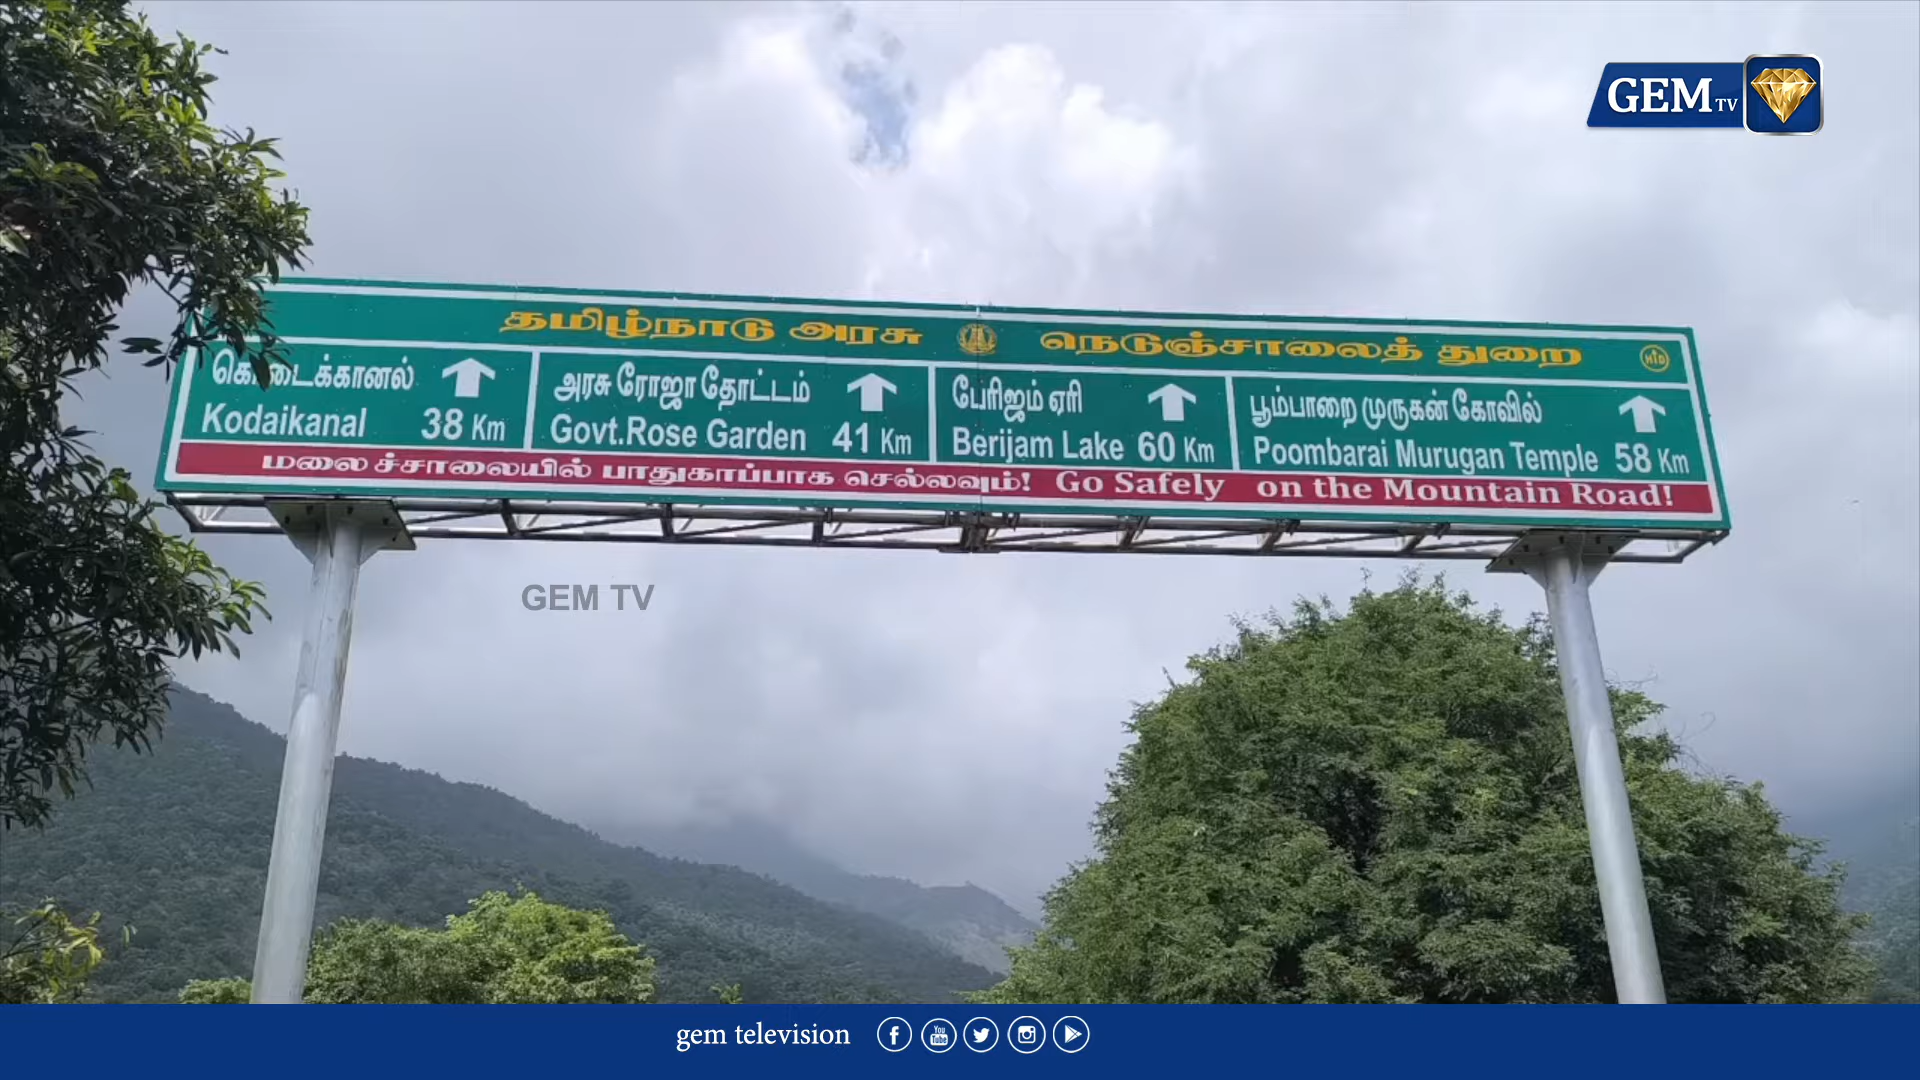 GEM TV
தமிழ்நாடு அரசு நெடுஞ்சாலைத் துறை
கொடைக்கானல்
Kodaikanal 38 Km
அரசு ரோஜா தோட்டம்
Govt.Rose Garden 41 Km
பேரிஜம் ஏரி
Berijam Lake 60 Km
பூம்பாறை முருகன் கோவில்
Poombarai Murugan Temple 58 Km
மலை ச்சாலையில் பாதுகாப்பாக செல்லவும்! Go Safely on the Mountain Road!
GEM TV
gem television